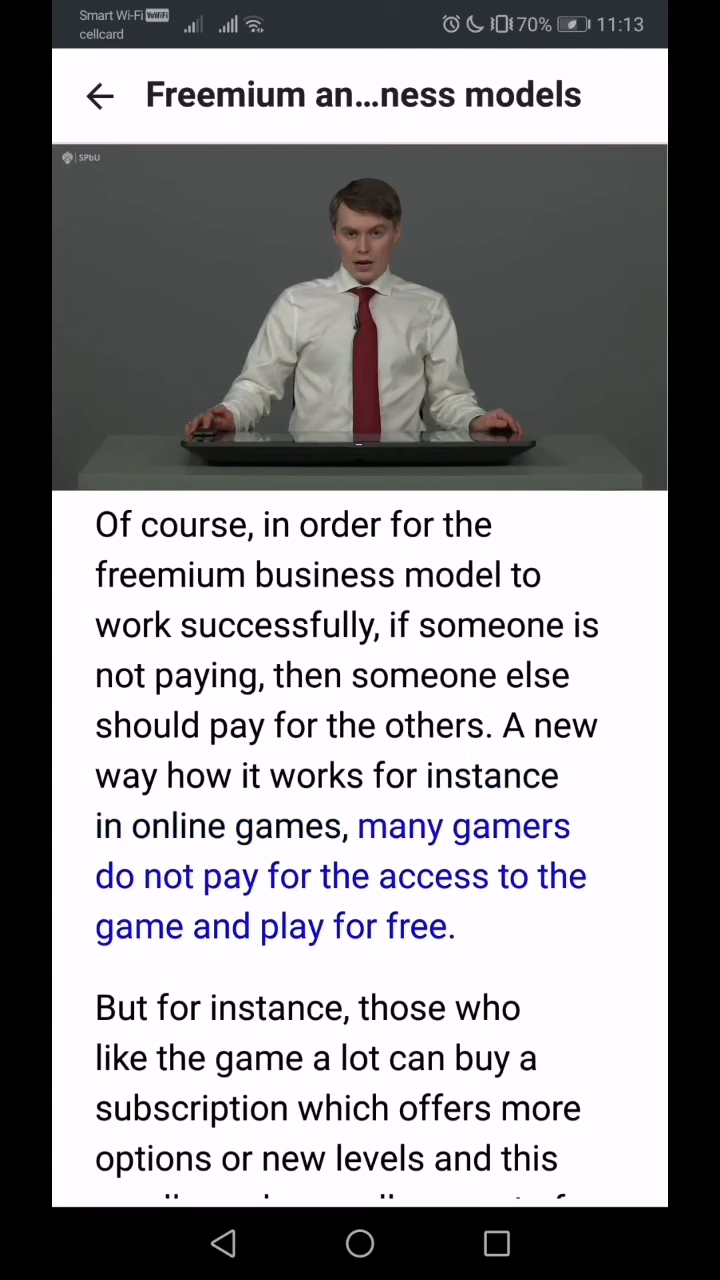 Smart Wi-Fi VoWiFi
cellcard
70% 11:13
Freemium an...ness models
SPbU
Of course, in order for the
freemium business model to
work successfully, if someone is
not paying, then someone else
should pay for the others. A new
way how it works for instance
in online games, many gamers
do not pay for the access to the
game and play for free.
But for instance, those who
like the game a lot can buy a
subscription which offers more
options or new levels and this